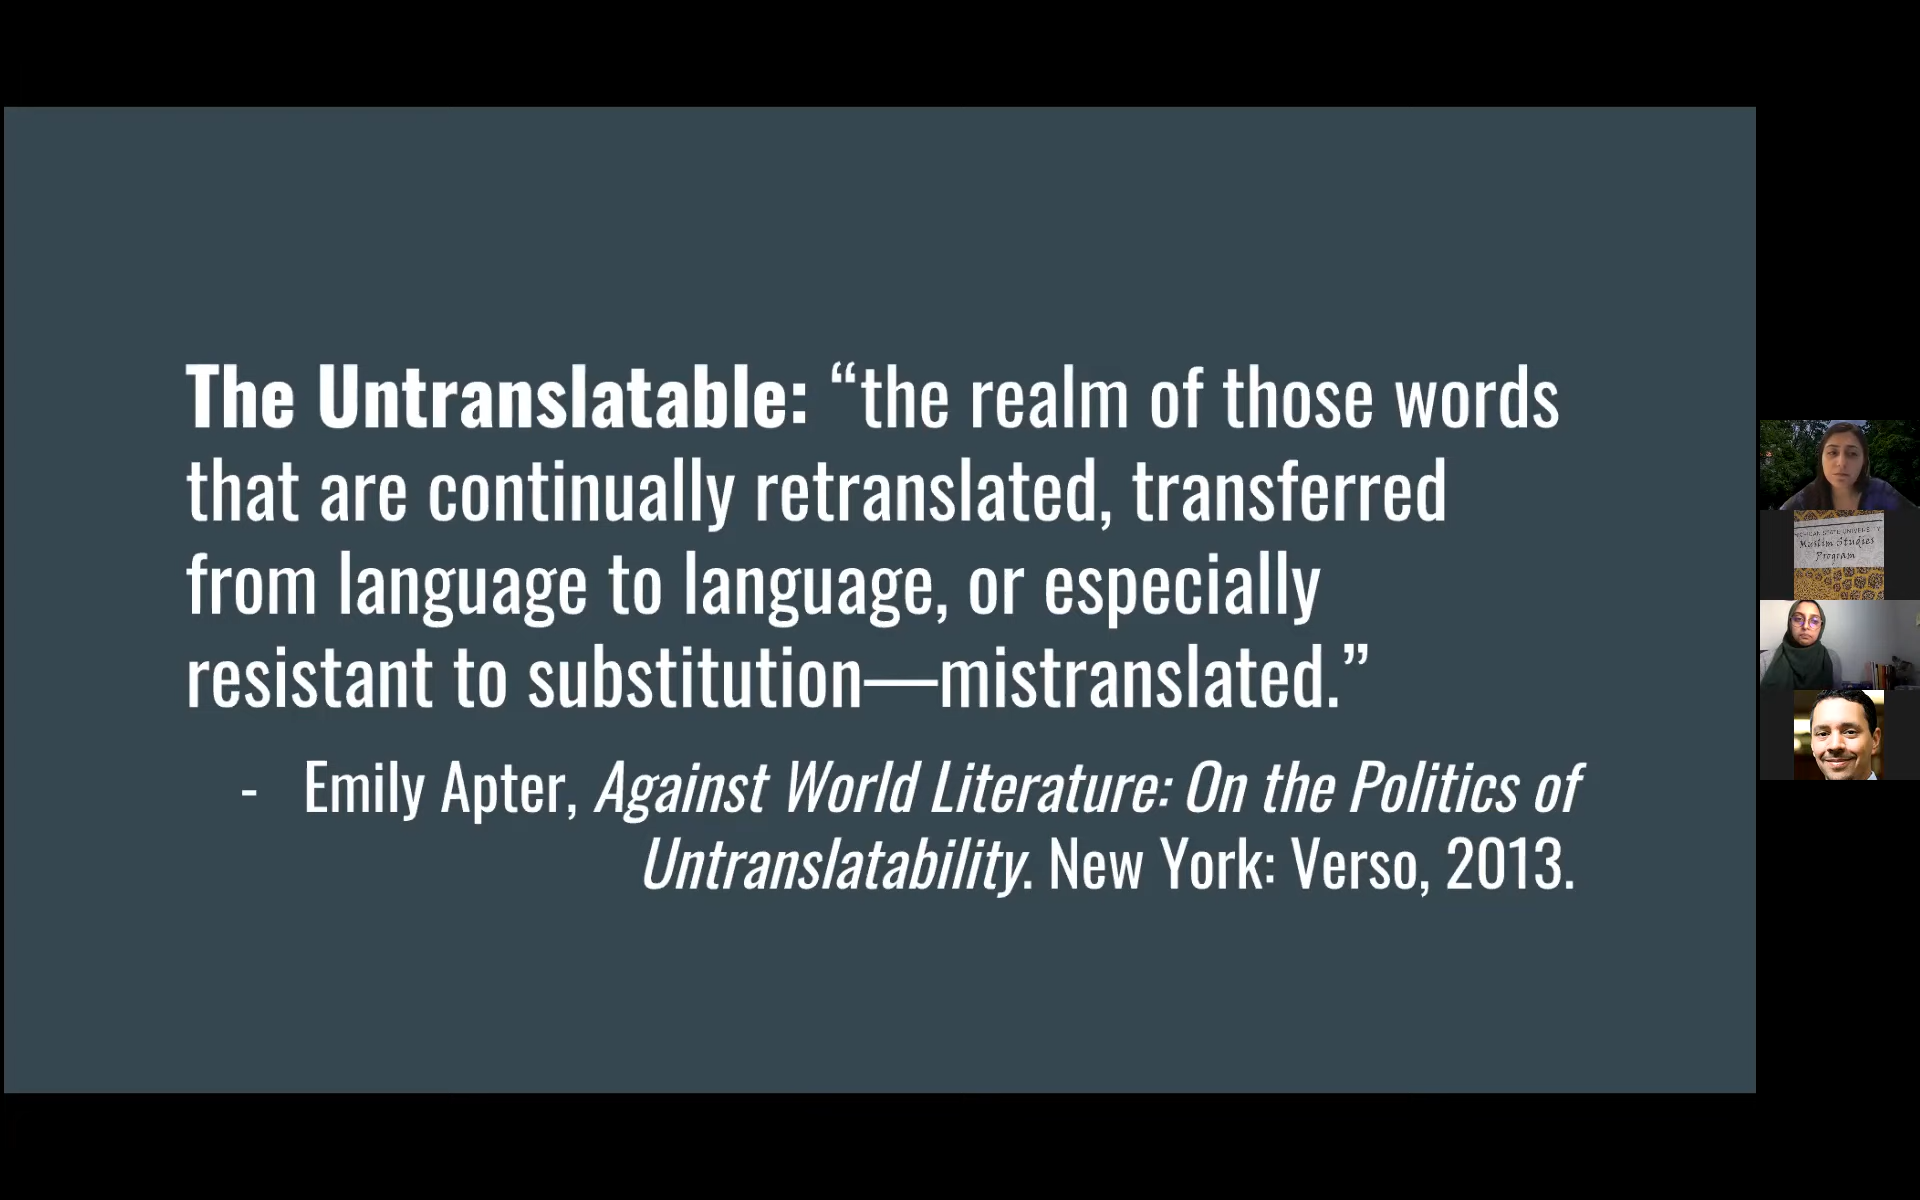 The Untranslatable: “the realm of those words
that are continually retranslated, transferred
from language to language, or especially
resistant to substitution—mistranslated.”
- Emily Apter, Against World Literature: On the Politics of
Untranslatability. New York: Verso, 2013.
STATE UNIVERSITY
Muslim Studies
Program